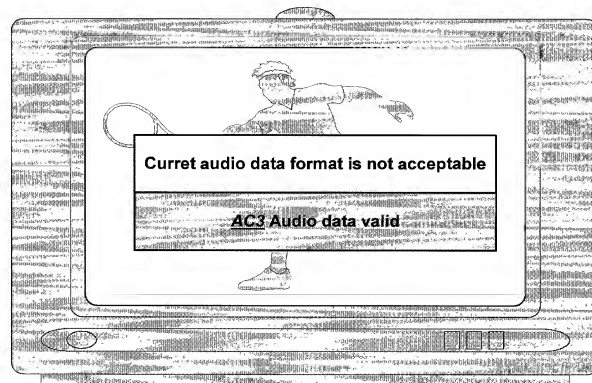 Curret audio data format is not acceptable
AC3 Audio data valid